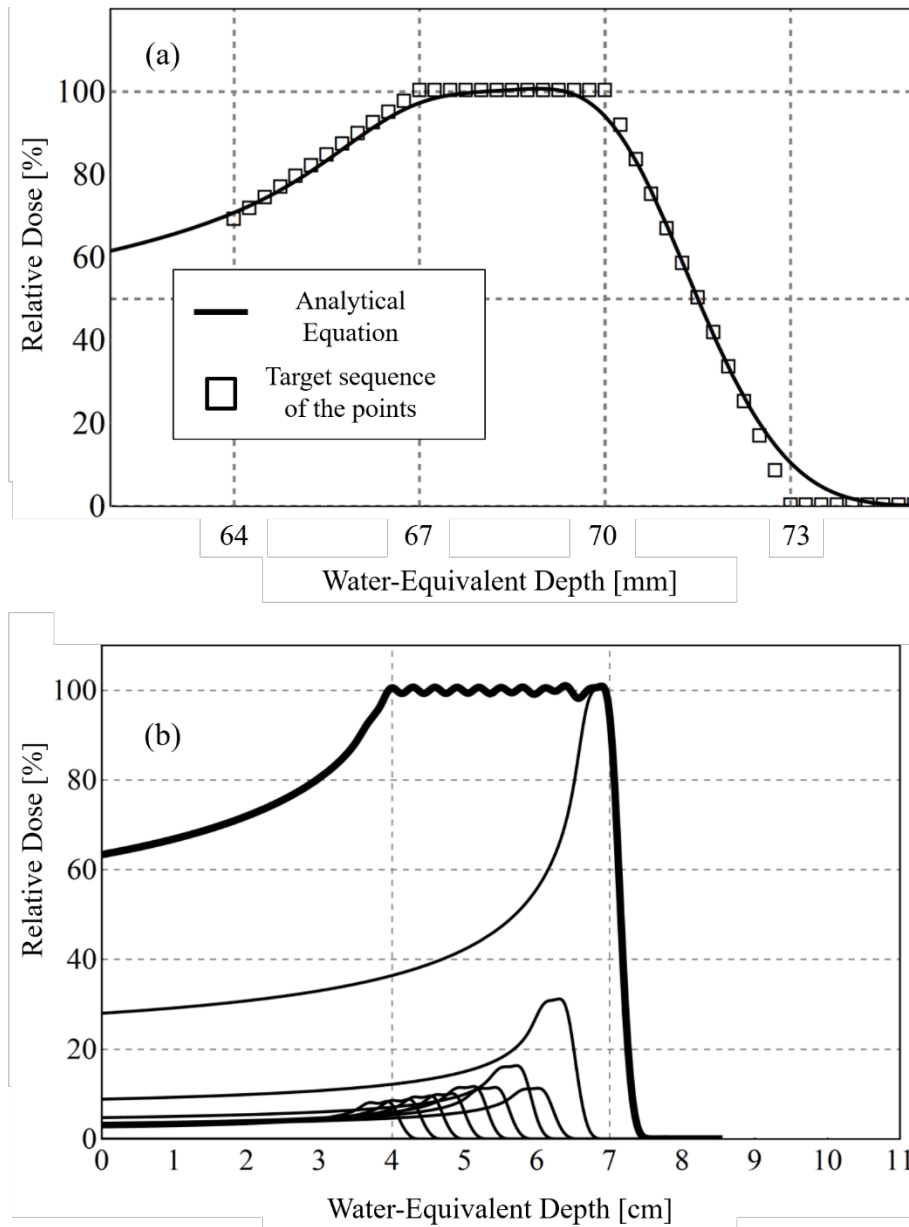 (a)
100
80
60
40
20
0
Relative Dose [%]
Analytical
Equation
Target sequence
of the points
64 67 70 73
Water-Equivalent Depth [mm]
(b)
100
80
60
40
20
0
Relative Dose [%]
0 1 2 3 4 5 6 7 8 9 10 11
Water-Equivalent Depth [cm]